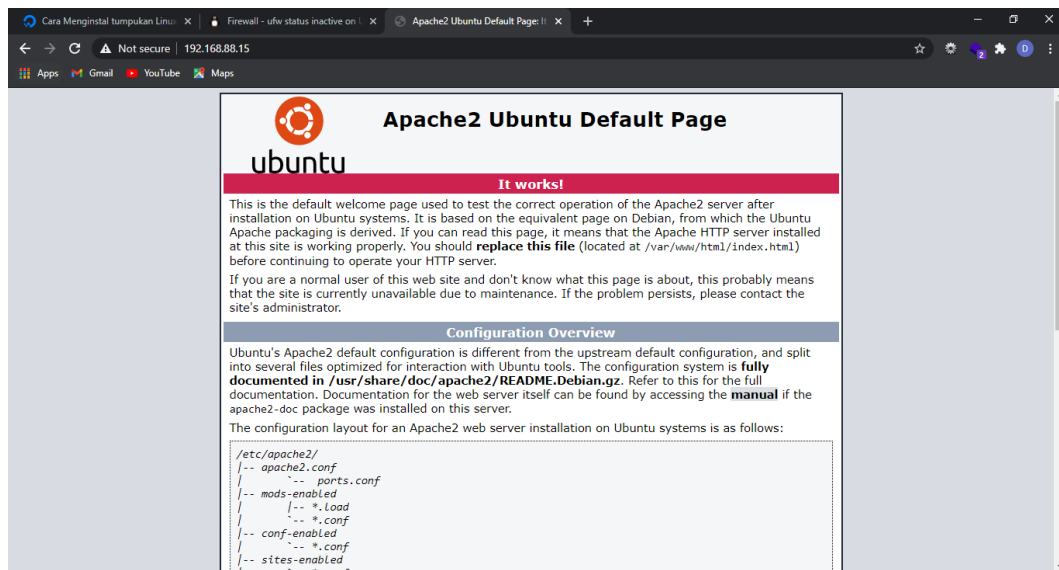 Cara Menginstal tumpukan Linu
Firewall - ufw status inactive on
Apache2 Ubuntu Default Page: It
Not secure | 192.168.88.15
2
D
Apps Gmail YouTube Maps
ubuntu
Apache2 Ubuntu Default Page
It works!
This is the default welcome page used to test the correct operation of the Apache2 server after
installation on Ubuntu systems. It is based on the equivalent page on Debian, from which the Ubuntu
Apache packaging is derived. If you can read this page, it means that the Apache HTTP server installed
at this site is working properly. You should replace this file (located at /var/www/html/index.html)
before continuing to operate your HTTP server.
If you are a normal user of this web site and don't know what this page is about, this probably means
that the site is currently unavailable due to maintenance. If the problem persists, please contact the
site's administrator.
Configuration Overview
Ubuntu's Apache2 default configuration is different from the upstream default configuration, and split
into several files optimized for interaction with Ubuntu tools. The configuration system is fully
documented in /usr/share/doc/apache2/README.Debian.gz. Refer to this for the full
documentation. Documentation for the web server itself can be found by accessing the manual if the
apache2-doc package was installed on this server.
The configuration layout for an Apache2 web server installation on Ubuntu systems is as follows:
/etc/apache2/
|-- apache2.conf
|       `--  ports.conf
|-- mods-enabled
|       |-- *.load
|       `-- *.conf
|-- conf-enabled
|       `-- *.conf
|-- sites-enabled